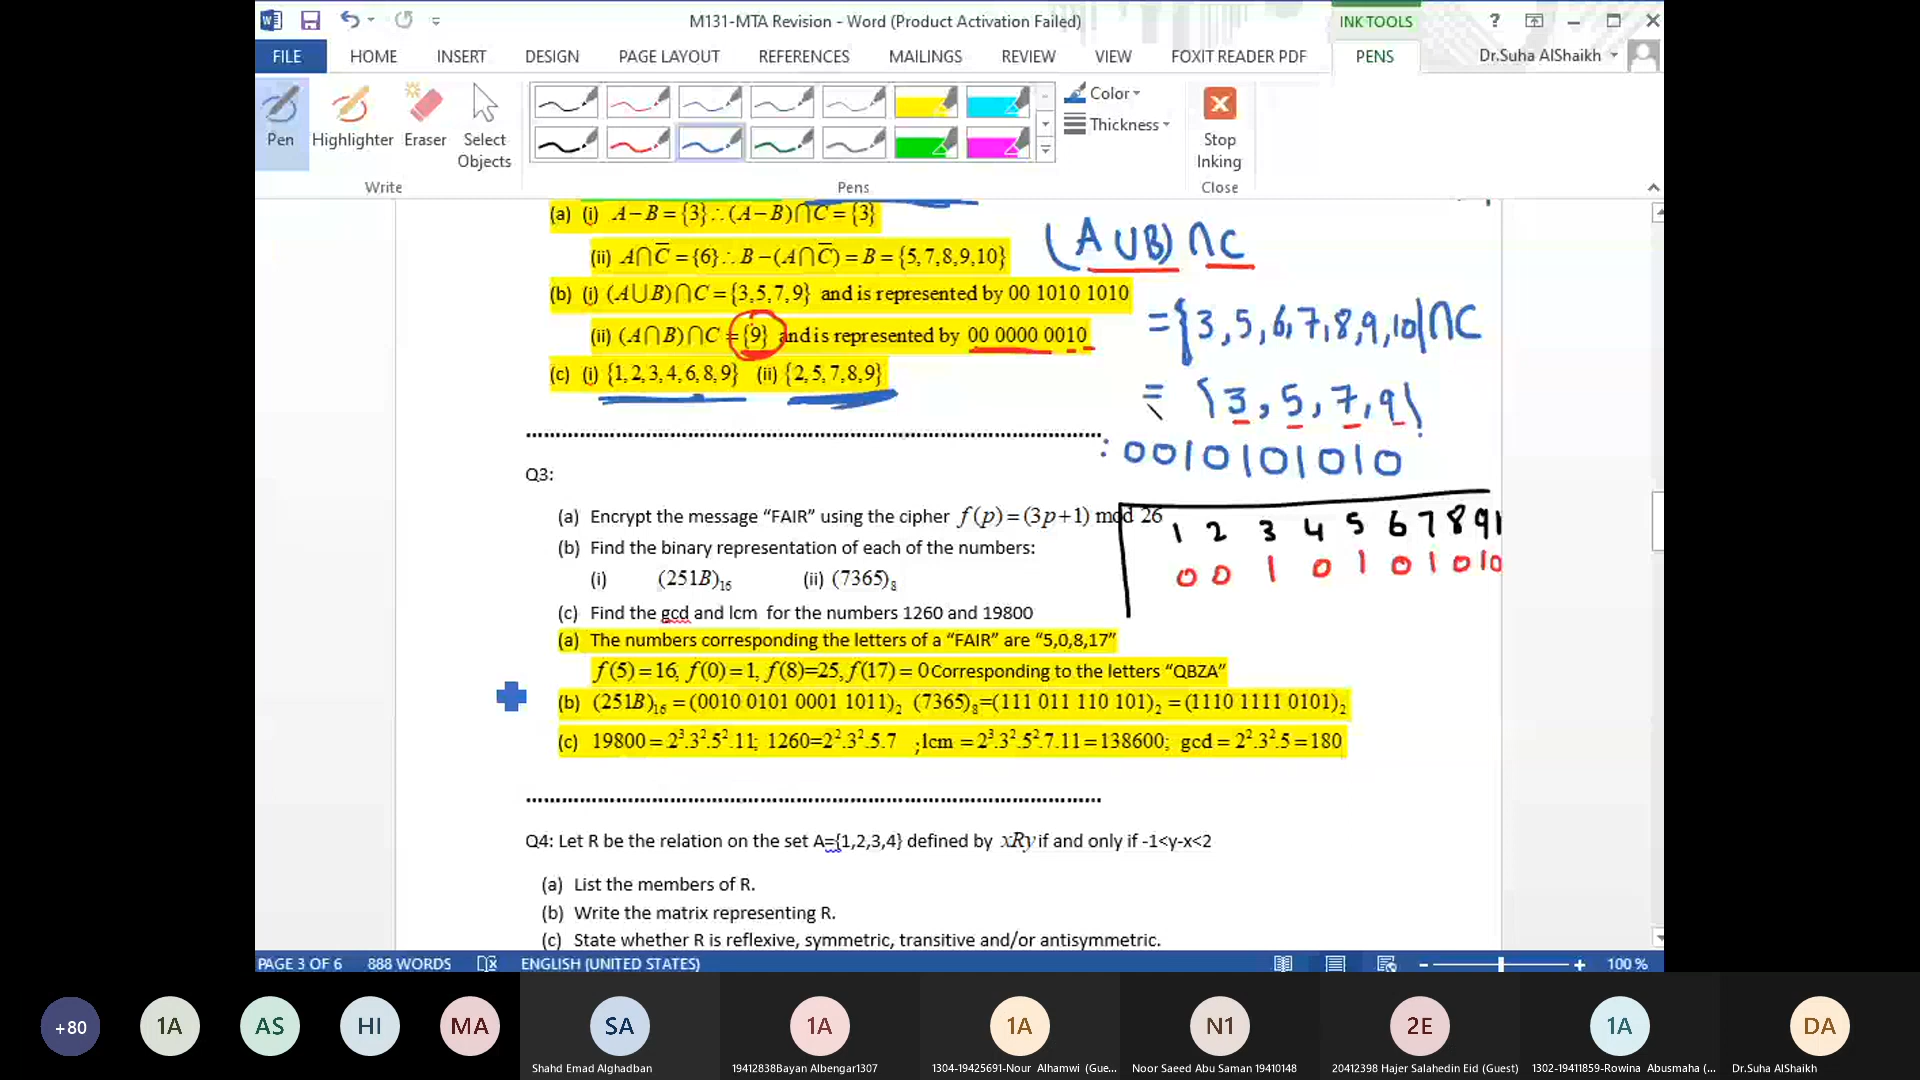 M131-MTA Revision - Word (Product Activation Failed)
INK TOOLS
FILE HOME INSERT DESIGN PAGE LAYOUT REFERENCES MAILINGS REVIEW VIEW FOXIT READER PDF PENS Dr.Suha AlShaikh
Pen Highlighter Eraser Select Objects
Color
Thickness
Stop Inking
Write Pens Close
(a) (i) A−B={3}∴(A−B)⋂C={3}
(ii) A⋂C̅={6}∴B−(A⋂C̅)=B={5,7,8,9,10}
(b) (i) (A⋃B)⋂C={3,5,7,9} and is represented by 00 1010 1010
(ii) (A⋂B)⋂C={9} and is represented by 00 0000 0010
(c) (i) {1,2,3,4,6,8,9} (ii) {2,5,7,8,9}
(A∪B)∩C
={3,5,6,7,8,9,10}∩C
= {3,5,7,9}
:0010101010
1 2 3 4 5 6 7 8 9 1
0 0 1 0 1 0 1 0 1 0
Q3:
(a) Encrypt the message “FAIR” using the cipher f(p)=(3p+1) mod 26
(b) Find the binary representation of each of the numbers:
(i) (251B)₁₆ (ii) (7365)₈
(c) Find the gcd and lcm for the numbers 1260 and 19800
(a) The numbers corresponding the letters of a “FAIR” are “5,0,8,17”
f(5)=16, f(0)=1, f(8)=25, f(17)=0 Corresponding to the letters “QBZA”
(b) (251B)₁₆=(0010 0101 0001 1011)₂ (7365)₈=(111 011 110 101)₂=(1110 1111 0101)₂
(c) 19800=2³.3².5².11; 1260=2².3².5.7 ;lcm=2³.3².5².7.11=138600; gcd=2².3².5=180
Q4: Let R be the relation on the set A={1,2,3,4} defined by xRy if and only if -1<y-x<2
(a) List the members of R.
(b) Write the matrix representing R.
(c) State whether R is reflexive, symmetric, transitive and/or antisymmetric.
PAGE 3 OF 6 888 WORDS ENGLISH (UNITED STATES) 100 %
+80 1A AS HI MA SA 1A 1A N1 2E 1A DA
Shahd Emad Alghadban 19412838Bayan Albengar1307 1304-19425691-Nour Alhamwi (Gue... Noor Saeed Abu Saman 19410148 20412398 Hajer Salahedin Eid (Guest) 1302-19411859-Rowina Abusmaha (... Dr.Suha AlShaikh